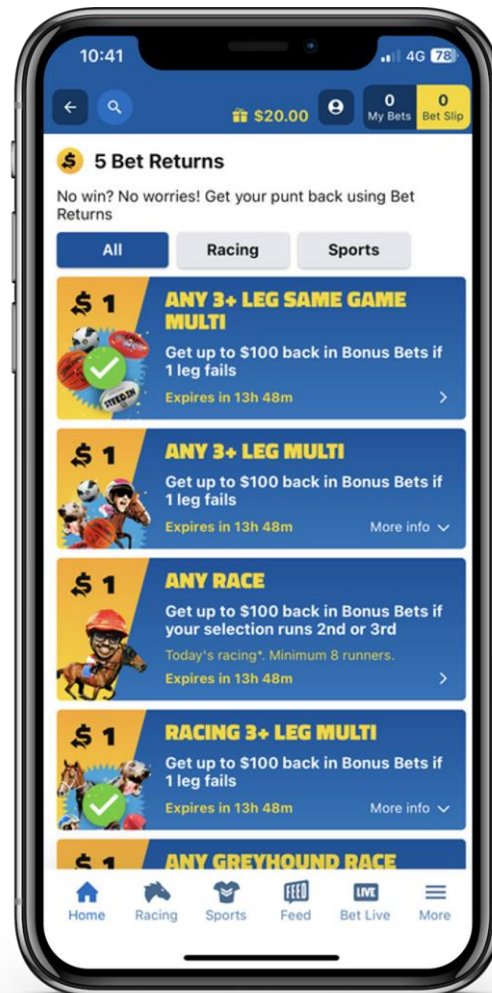 10:41
4G 78
$20.00
0
My Bets
0
Bet Slip
$ 5 Bet Returns
No win? No worries! Get your punt back using Bet
Returns
All
Racing
Sports
$ 1
ANY 3+ LEG SAME GAME
MULTI
Get up to $100 back in Bonus Bets if
1 leg fails
STEEDEN
Expires in 13h 48m
$ 1
ANY 3+ LEG MULTI
Get up to $100 back in Bonus Bets if
1 leg fails
Expires in 13h 48m
More info
$ 1
ANY RACE
Get up to $100 back in Bonus Bets if
your selection runs 2nd or 3rd
Today's racing*. Minimum 8 runners.
Expires in 13h 48m
$ 1
RACING 3+ LEG MULTI
Get up to $100 back in Bonus Bets if
1 leg fails
Expires in 13h 48m
More info
$ 1
ANY GREYHOUND RACE
FEED
LIVE
Home
Racing
Sports
Feed
Bet Live
More